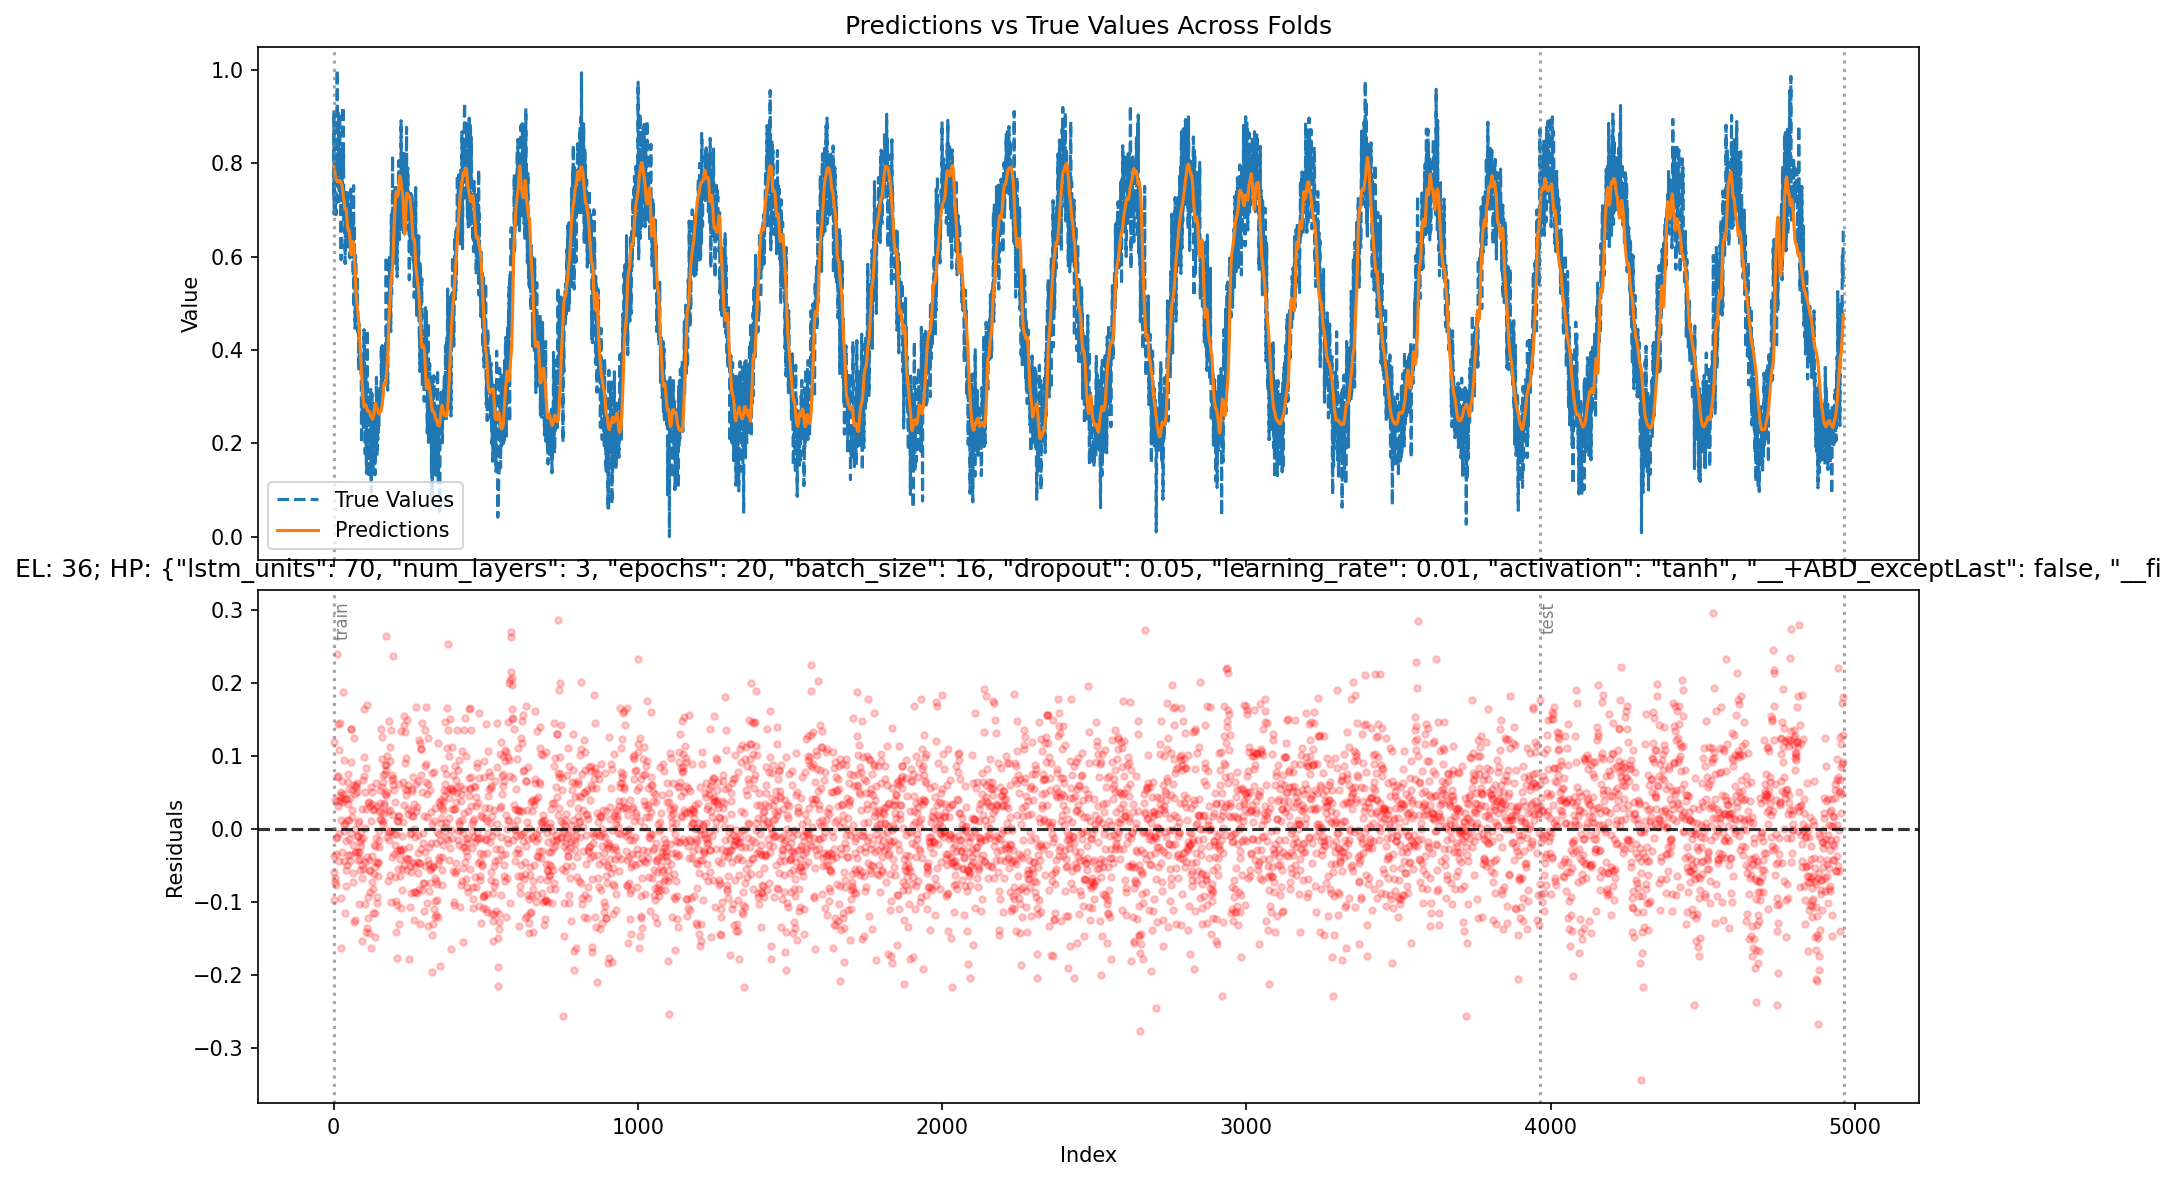 Predictions vs True Values Across Folds
1.0
0.8
0.6
0.4
0.2
0.0
Value
True Values
Predictions
EL: 36; HP: {"lstm_units": 70, "num_layers": 3, "epochs": 20, "batch_size": 16, "dropout": 0.05, "learning_rate": 0.01, "activation": "tanh", "__+ABD_exceptLast": false, "__fi
0.3
0.2
0.1
0.0
−0.1
−0.2
−0.3
Residuals
train
test
0
1000
2000
3000
4000
5000
Index